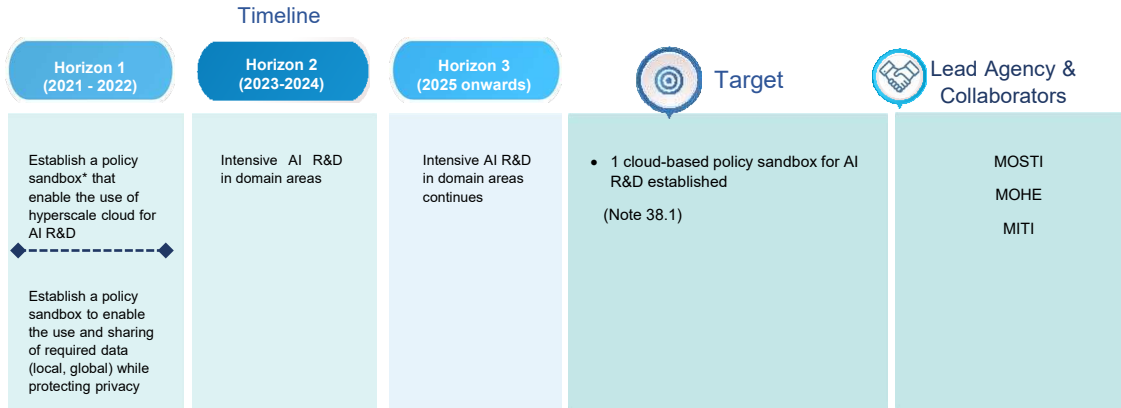 Timeline
Horizon 1
(2021 - 2022)
Horizon 2
(2023-2024)
Horizon 3
(2025 onwards)
Target
Lead Agency &
Collaborators
Establish a policy
sandbox* that
enable the use of
hyperscale cloud for
AI R&D
Establish a policy
sandbox to enable
the use and sharing
of required data
(local, global) while
protecting privacy
Intensive AI R&D
in domain areas
Intensive AI R&D
in domain areas
continues
• 1 cloud-based policy sandbox for AI
R&D established
(Note 38.1)
MOSTI
MOHE
MITI